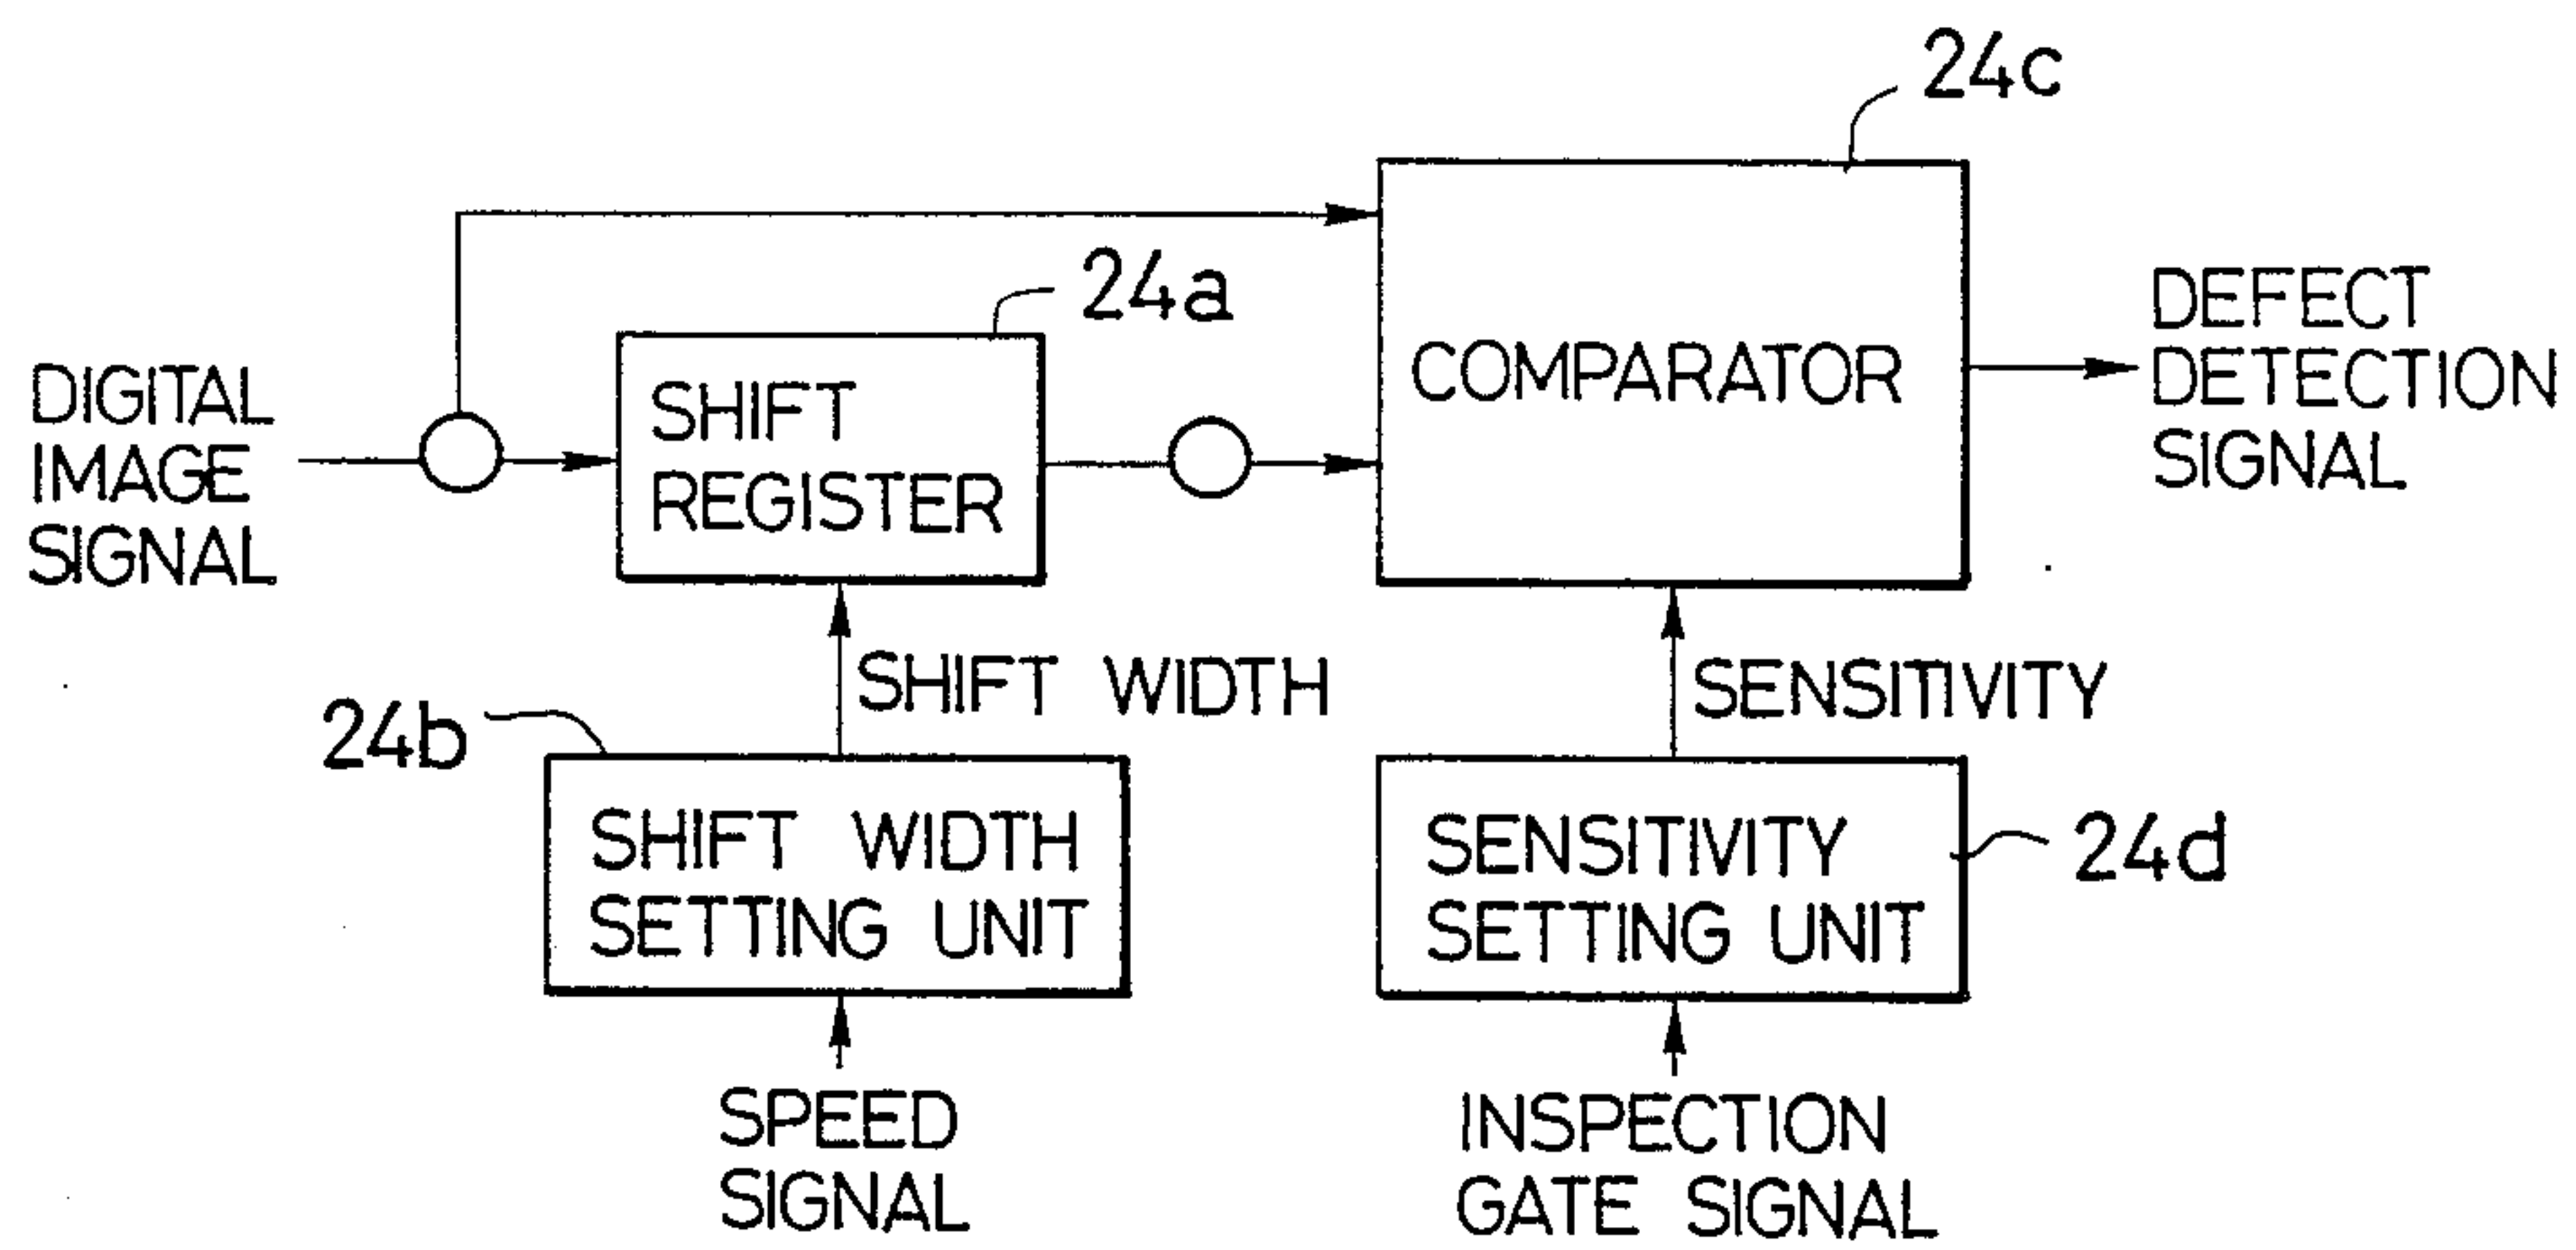 24c
24a
DIGITAL
IMAGE
SIGNAL
SHIFT
REGISTER
COMPARATOR
DEFECT
DETECTION
SIGNAL
SHIFT WIDTH
SENSITIVITY
24b
SHIFT WIDTH
SETTING UNIT
SENSITIVITY
SETTING UNIT
24d
SPEED
SIGNAL
INSPECTION
GATE SIGNAL